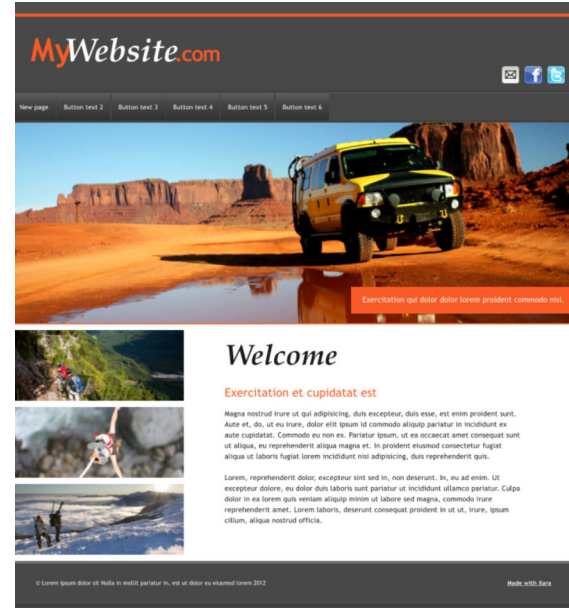 MyWebsite.com
New page Button text 2 Button text 3 Button text 4 Button text 5 Button text 6
Exercitation qui dolor dolor lorem proident commodo nisi.
Welcome
Exercitation et cupidatat est
Magna nostrud irure ut qui adipisicing, duis excepteur, duis esse, est enim proident sunt.
Aute et, do, ut eu irure, dolor elit ipsum id commodo aliquip pariatur in incididunt ex
aute cupidatat. Commodo eu non ex. Pariatur ipsum, ut ea occaecat amet consequat sunt
ut aliqua, eu reprehenderit aliqua magna et. In proident eiusmod consectetur fugiat
aliqua ut laboris fugiat lorem incididunt nisi adipisicing, duis reprehenderit quis.
Lorem, reprehenderit dolor, excepteur sint sed in, non deserunt. In, eu ad enim. Ut
excepteur dolore, eu dolor duis laboris sunt pariatur ut incididunt ullamco pariatur. Culpa
dolor in ea lorem quis veniam aliquip minim ut labore sed magna, commodo irure
reprehenderit amet. Lorem laboris, deserunt consequat proident in ut ut, irure, ipsum
cillum, aliqua nostrud officia.
© Lorem ipsum dolor sit Nulla in mollit pariatur in, est ut dolor eu eiusmod lorem 2012
Made with Xara